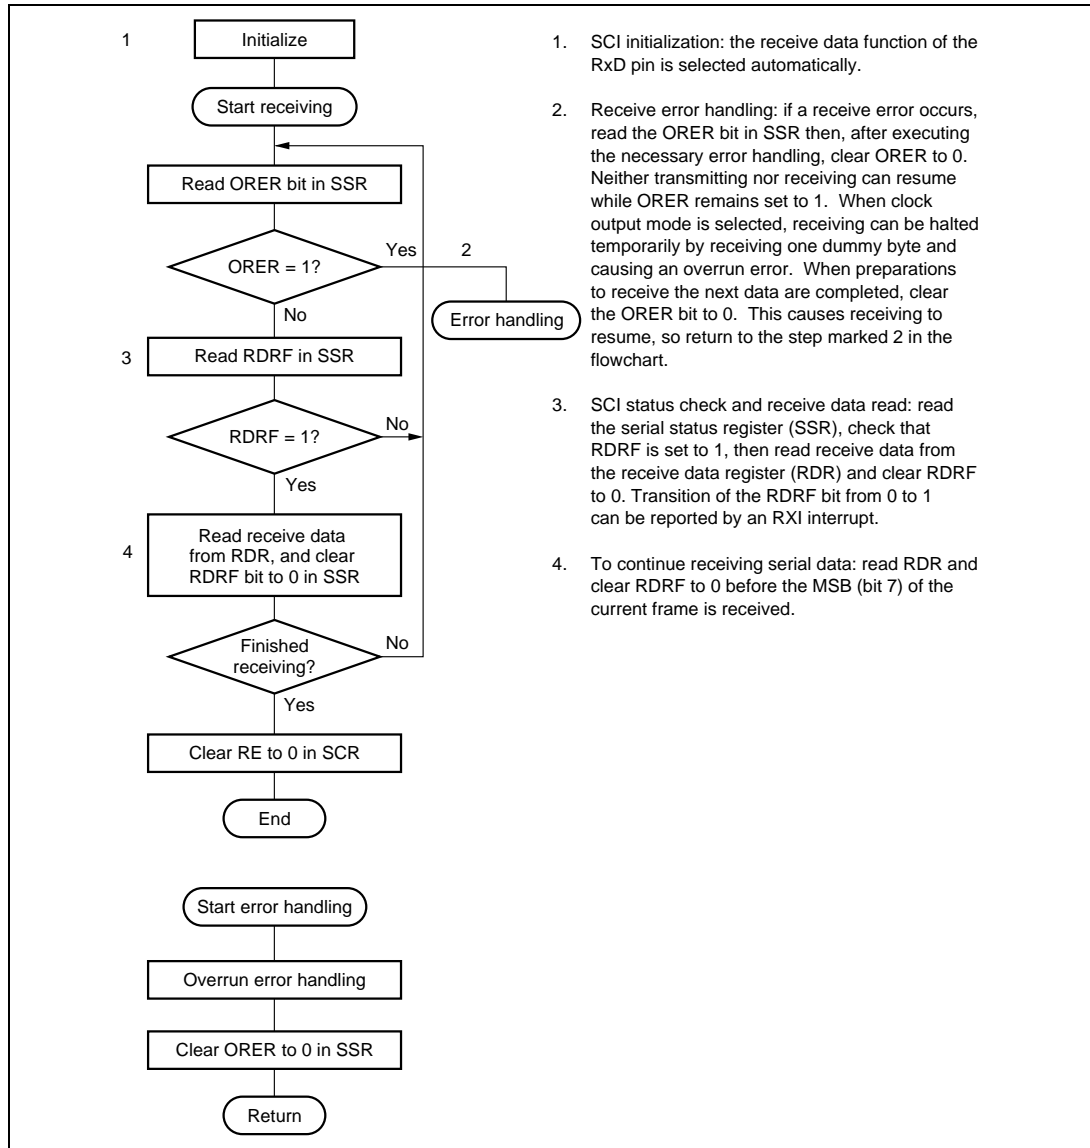 1
Initialize
Start receiving
Read ORER bit in SSR
ORER = 1?
Yes
2
Error handling
No
3
Read RDRF in SSR
RDRF = 1?
No
Yes
4
Read receive data
from RDR, and clear
RDRF bit to 0 in SSR
Finished
receiving?
No
Yes
Clear RE to 0 in SCR
End
Start error handling
Overrun error handling
Clear ORER to 0 in SSR
Return
1. SCI initialization: the receive data function of the
RxD pin is selected automatically.
2. Receive error handling: if a receive error occurs,
read the ORER bit in SSR then, after executing
the necessary error handling, clear ORER to 0.
Neither transmitting nor receiving can resume
while ORER remains set to 1. When clock
output mode is selected, receiving can be halted
temporarily by receiving one dummy byte and
causing an overrun error. When preparations
to receive the next data are completed, clear
the ORER bit to 0. This causes receiving to
resume, so return to the step marked 2 in the
flowchart.
3. SCI status check and receive data read: read
the serial status register (SSR), check that
RDRF is set to 1, then read receive data from
the receive data register (RDR) and clear RDRF
to 0. Transition of the RDRF bit from 0 to 1
can be reported by an RXI interrupt.
4. To continue receiving serial data: read RDR and
clear RDRF to 0 before the MSB (bit 7) of the
current frame is received.